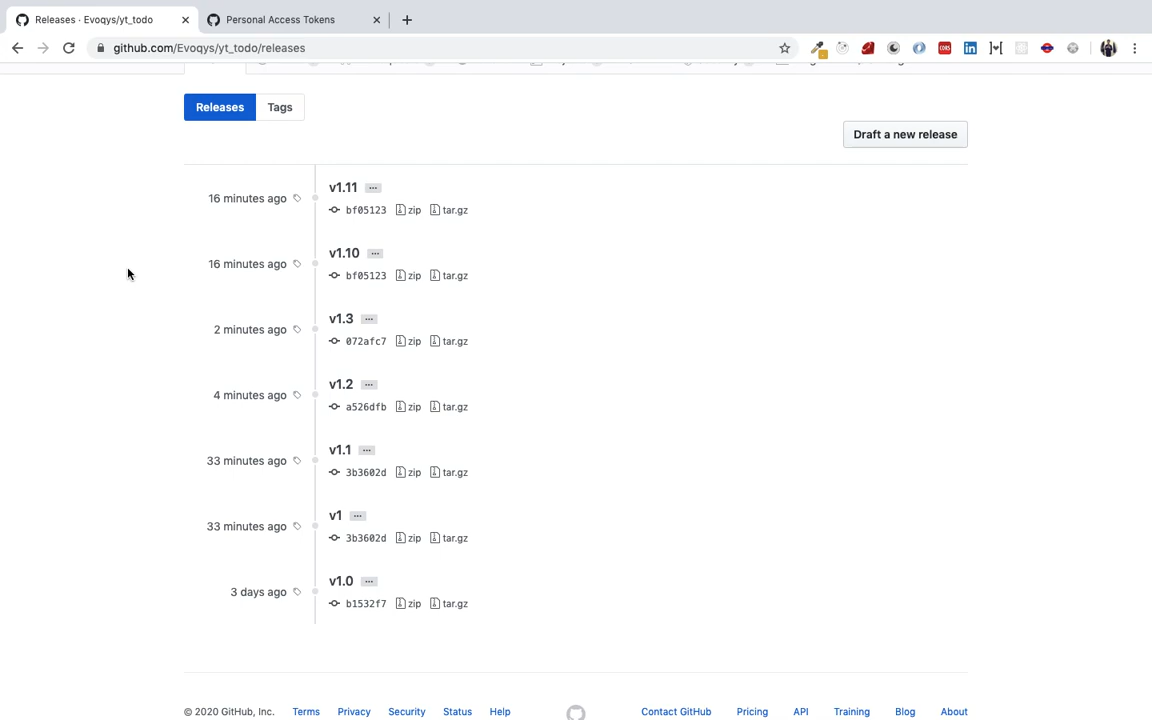 Releases · Evoqys/yt_todo
Personal Access Tokens
github.com/Evoqys/yt_todo/releases
CORS
Releases
Tags
Draft a new release
16 minutes ago
v1.11
bf05123 zip tar.gz
16 minutes ago
v1.10
bf05123 zip tar.gz
2 minutes ago
v1.3
072afc7 zip tar.gz
4 minutes ago
v1.2
a526dfb zip tar.gz
33 minutes ago
v1.1
3b3602d zip tar.gz
33 minutes ago
v1
3b3602d zip tar.gz
3 days ago
v1.0
b1532f7 zip tar.gz
© 2020 GitHub, Inc. Terms Privacy Security Status Help Contact GitHub Pricing API Training Blog About